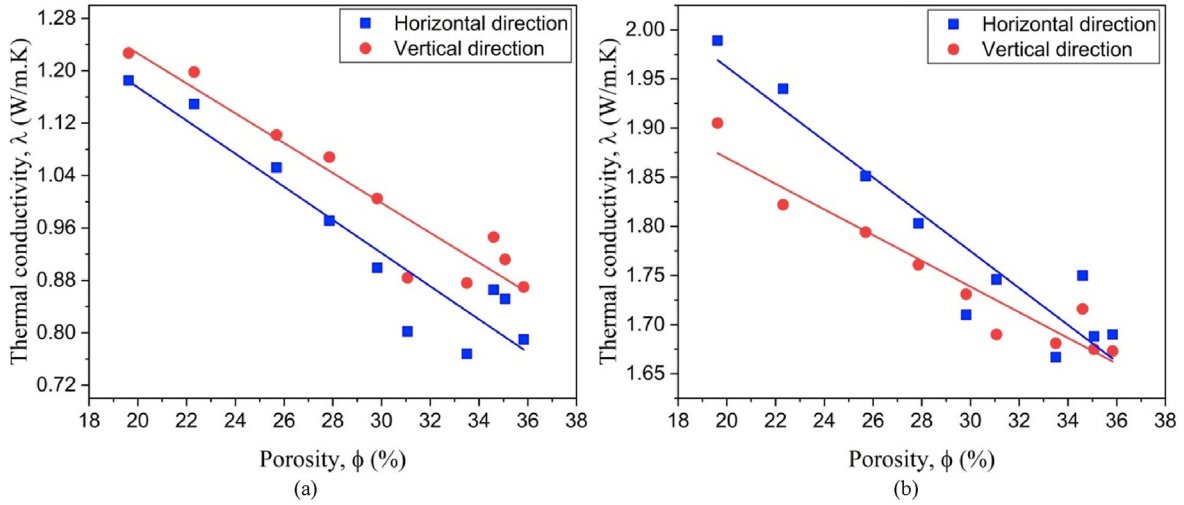 1.28
1.20
1.12
1.04
0.96
0.88
0.80
0.72
Thermal conductivity, λ (W/m.K)
Horizontal direction
Vertical direction
18 20 22 24 26 28 30 32 34 36 38
Porosity, ϕ (%)
(a)
2.00
1.95
1.90
1.85
1.80
1.75
1.70
1.65
Thermal conductivity, λ (W/m.K)
Horizontal direction
Vertical direction
18 20 22 24 26 28 30 32 34 36 38
Porosity, ϕ (%)
(b)